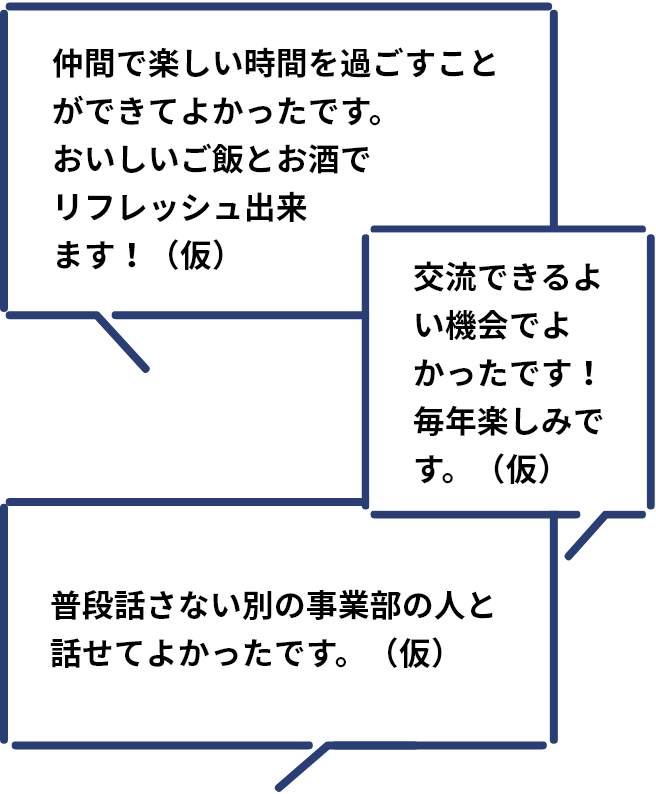 仲間で楽しい時間を過ごすこと
ができてよかったです。
おいしいご飯とお酒で
リフレッシュ出来
ます！（仮）
交流できるよ
い機会でよ
かったです！
毎年楽しみで
す。（仮）
普段話さない別の事業部の人と
話せてよかったです。（仮）